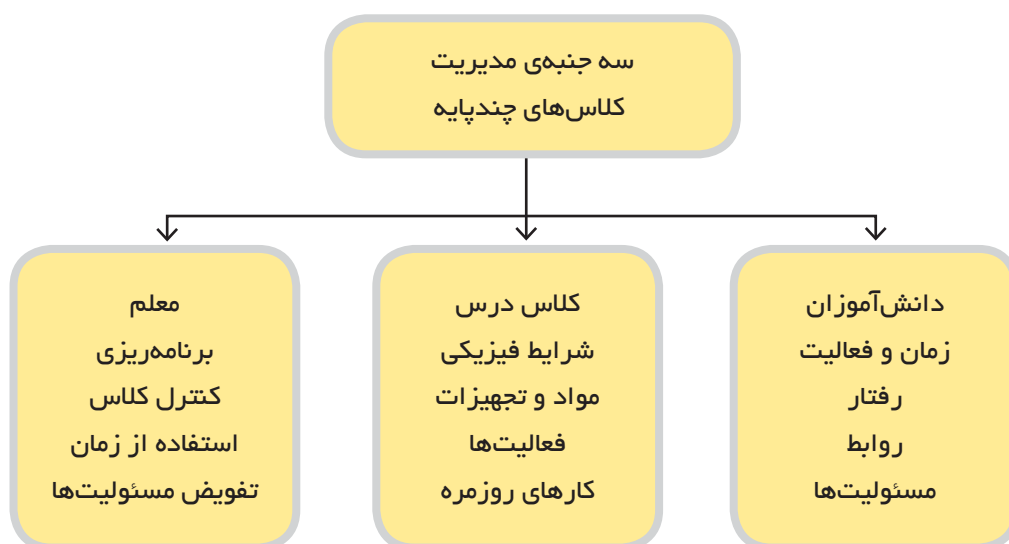 سه جنبه‌ی مدیریت
کلاس‌های چندپایه
دانش‌آموزان
زمان و فعالیت
رفتار
روابط
مسئولیت‌ها
کلاس درس
شرایط فیزیکی
مواد و تجهیزات
فعالیت‌ها
کارهای روزمره
معلم
برنامه‌ریزی
کنترل کلاس
استفاده از زمان
تفویض مسئولیت‌ها